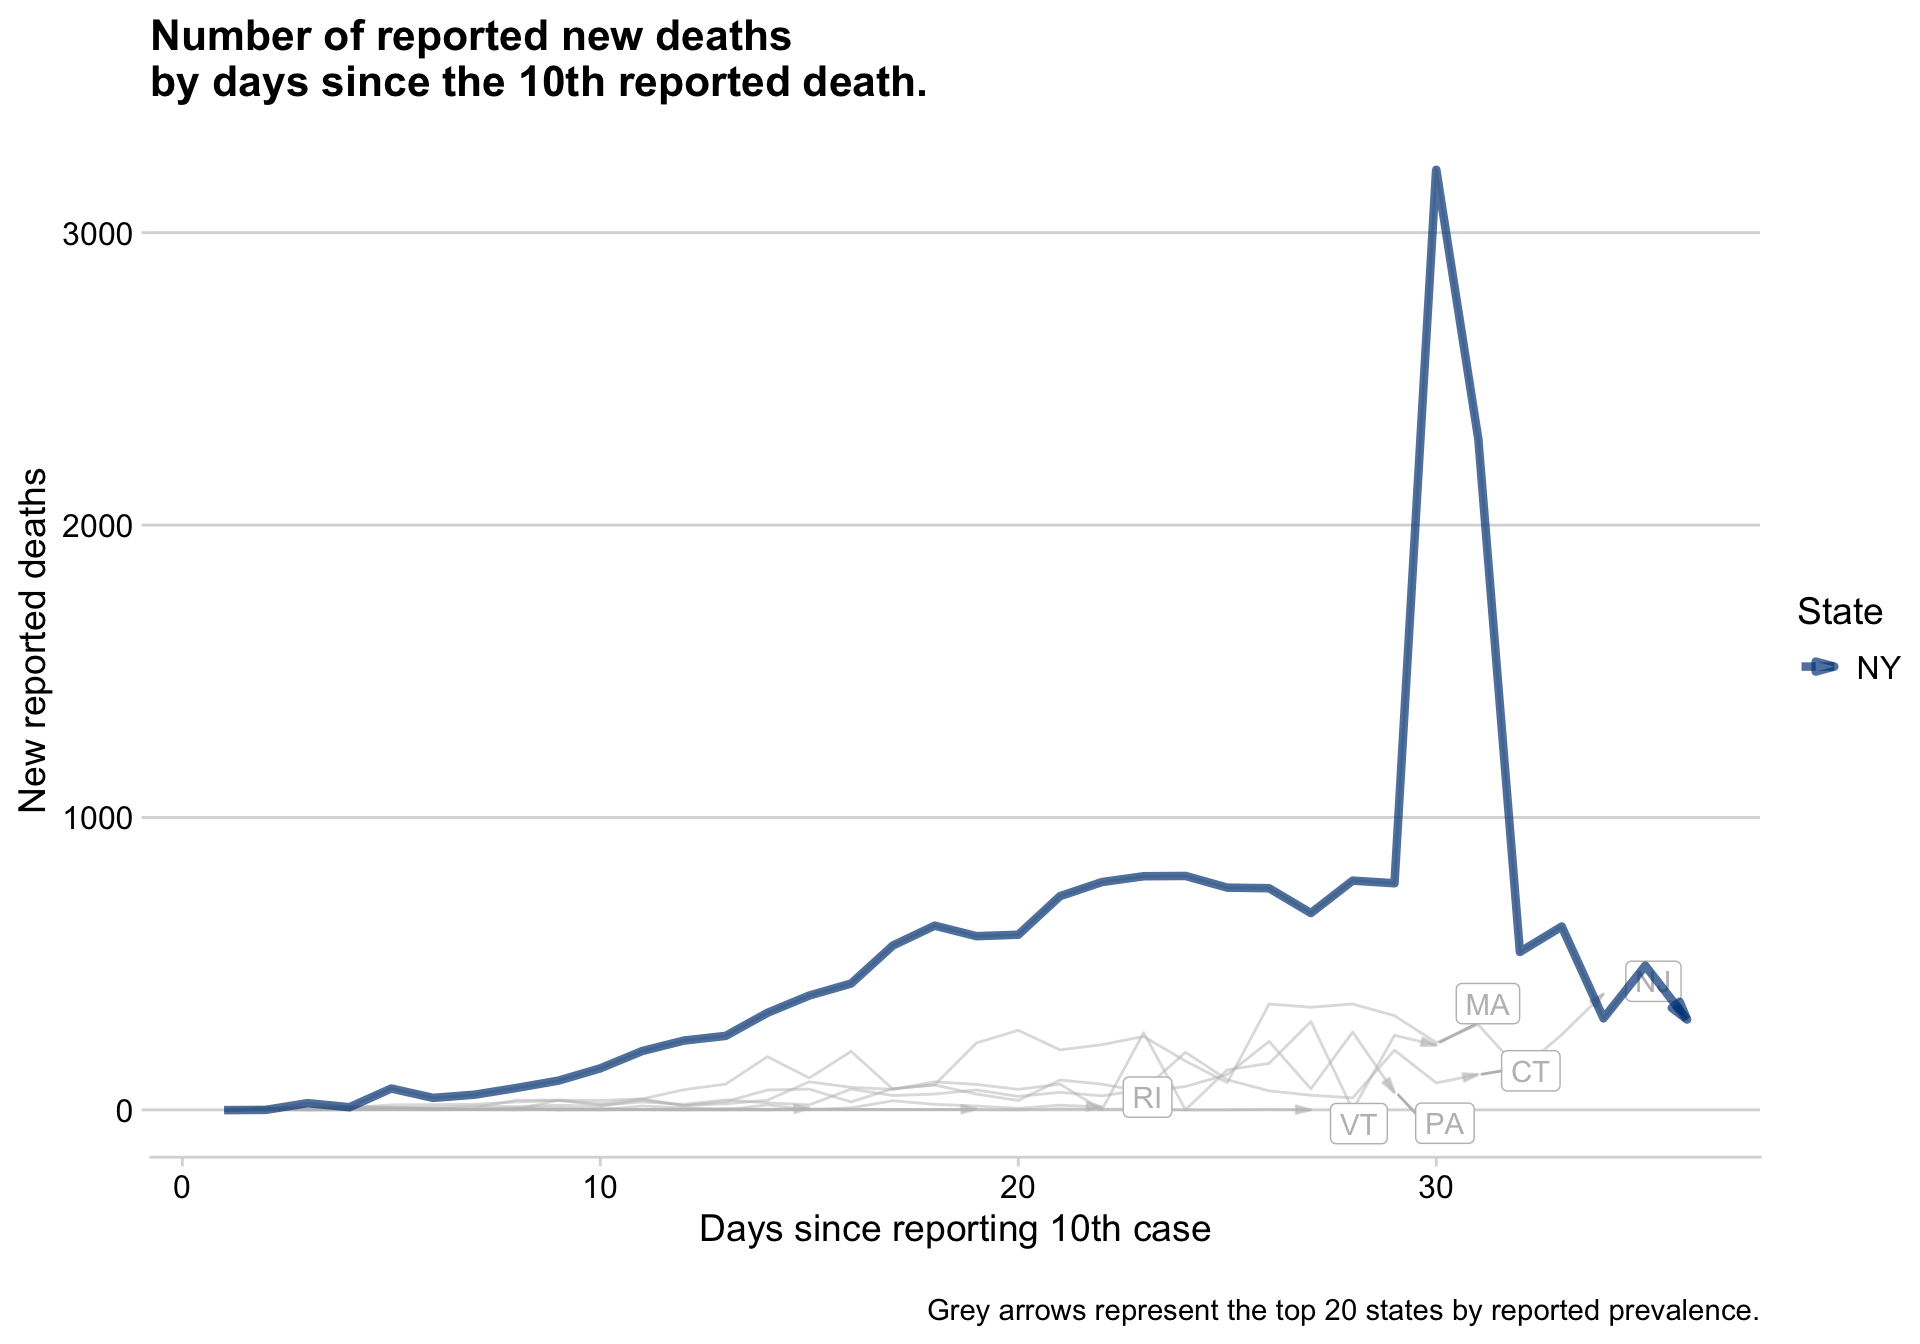 Number of reported new deaths
by days since the 10th reported death.
New reported deaths
3000
2000
1000
0
0
10
20
30
Days since reporting 10th case
NJ
MA
CT
RI
VT
PA
State
NY
Grey arrows represent the top 20 states by reported prevalence.